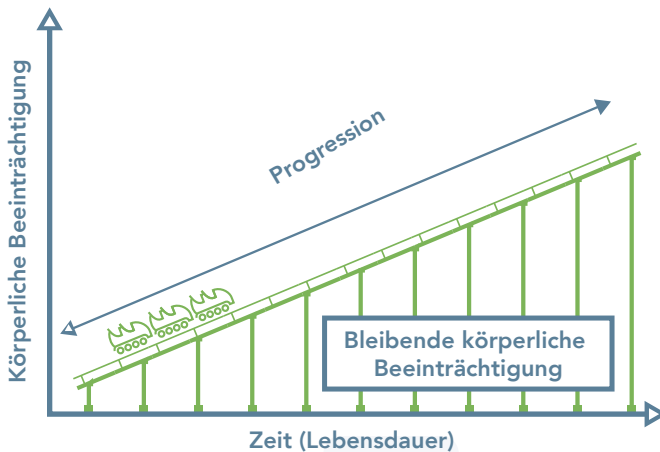 Körperliche Beeinträchtigung
Progression
Bleibende körperliche
Beeinträchtigung
Zeit (Lebensdauer)